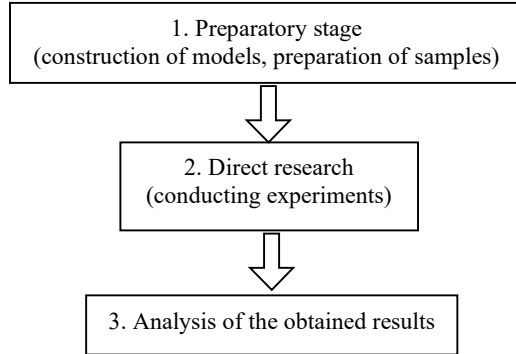 1. Preparatory stage
(construction of models, preparation of samples)
2. Direct research
(conducting experiments)
3. Analysis of the obtained results